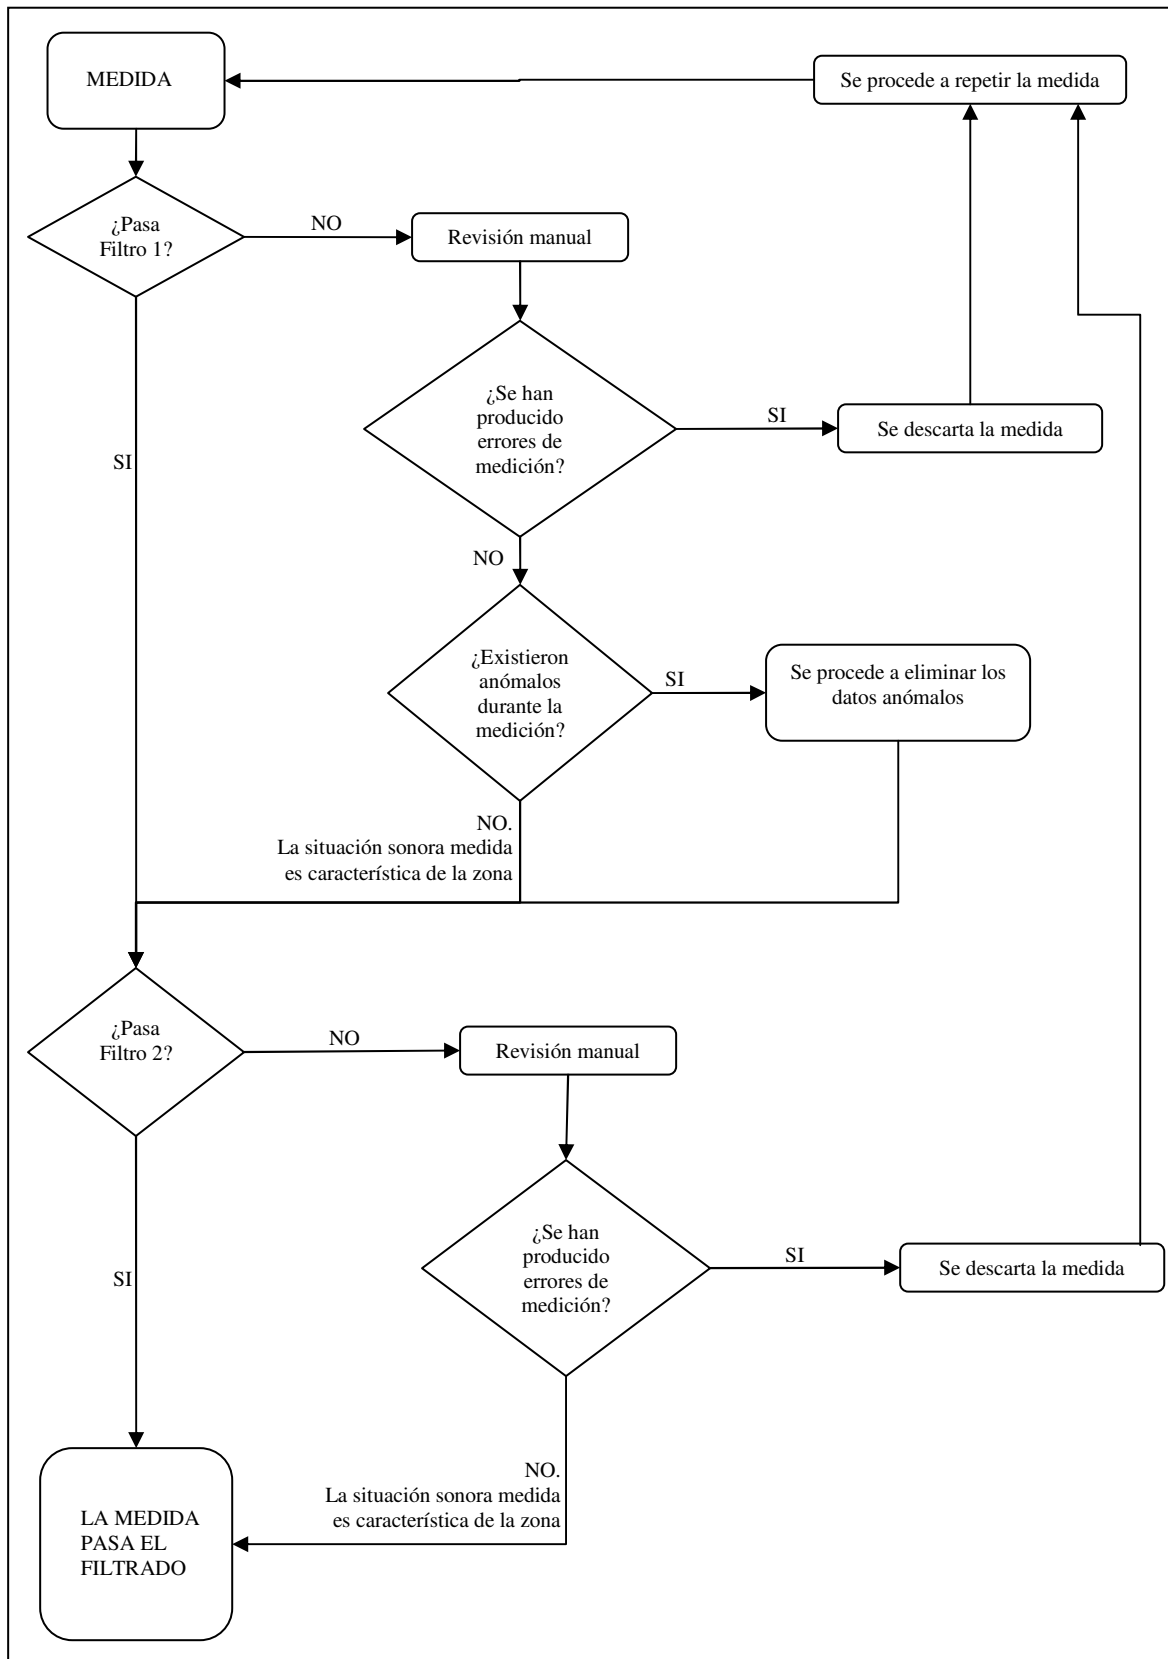 MEDIDA
Se procede a repetir la medida
¿Pasa
Filtro 1?
NO
Revisión manual
¿Se han
producido
errores de
medición?
SI
Se descarta la medida
SI
NO
¿Existieron
anómalos
durante la
medición?
SI
Se procede a eliminar los
datos anómalos
NO.
La situación sonora medida
es característica de la zona
¿Pasa
Filtro 2?
NO
Revisión manual
¿Se han
producido
errores de
medición?
SI
Se descarta la medida
SI
NO.
La situación sonora medida
es característica de la zona
LA MEDIDA
PASA EL
FILTRADO